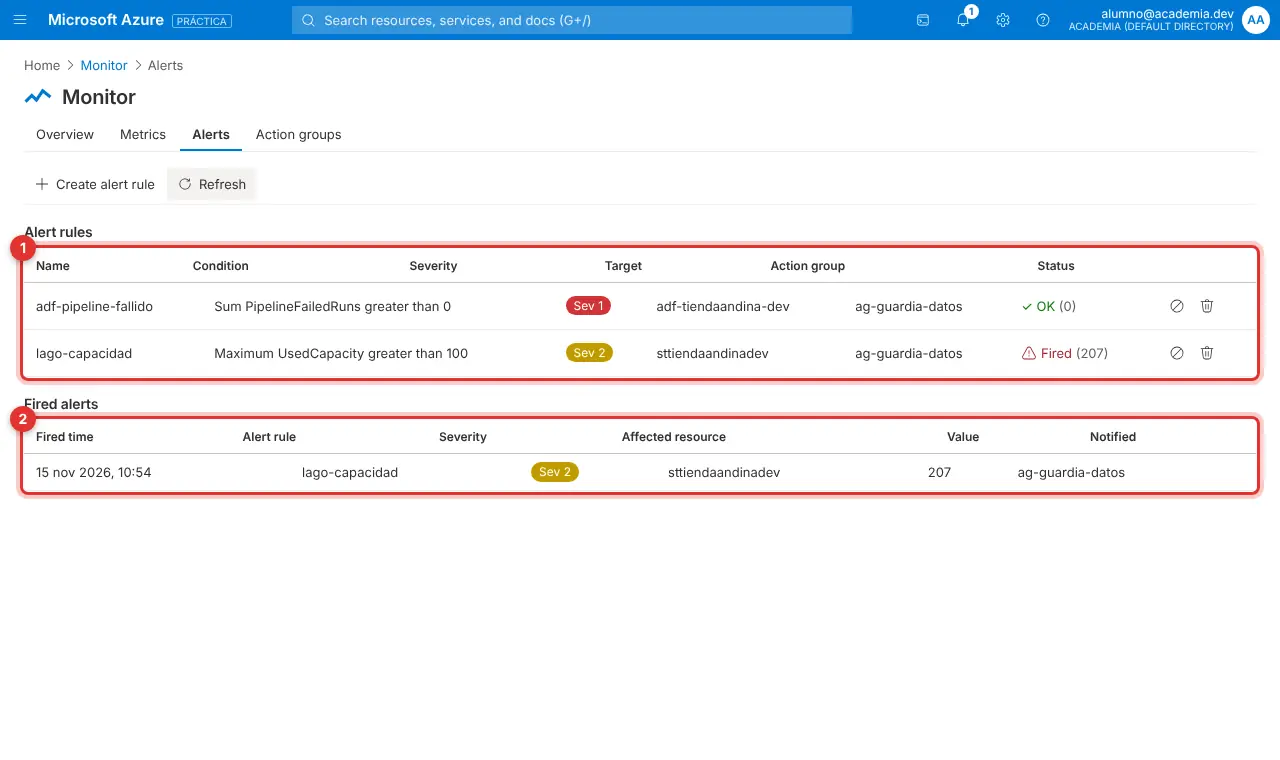 Microsoft Azure PRÁCTICA
Search resources, services, and docs (G+/)
1
alumno@academia.dev
ACADEMIA (DEFAULT DIRECTORY)
AA
Home > Monitor > Alerts
Monitor
Overview Metrics Alerts Action groups
Create alert rule Refresh
Alert rules
1
Name Condition Severity Target Action group Status
adf-pipeline-fallido Sum PipelineFailedRuns greater than 0 Sev 1 adf-tiendaandina-dev ag-guardia-datos OK (0)
lago-capacidad Maximum UsedCapacity greater than 100 Sev 2 sttiendaandinadev ag-guardia-datos Fired (207)
Fired alerts
2
Fired time Alert rule Severity Affected resource Value Notified
15 nov 2026, 10:54 lago-capacidad Sev 2 sttiendaandinadev 207 ag-guardia-datos